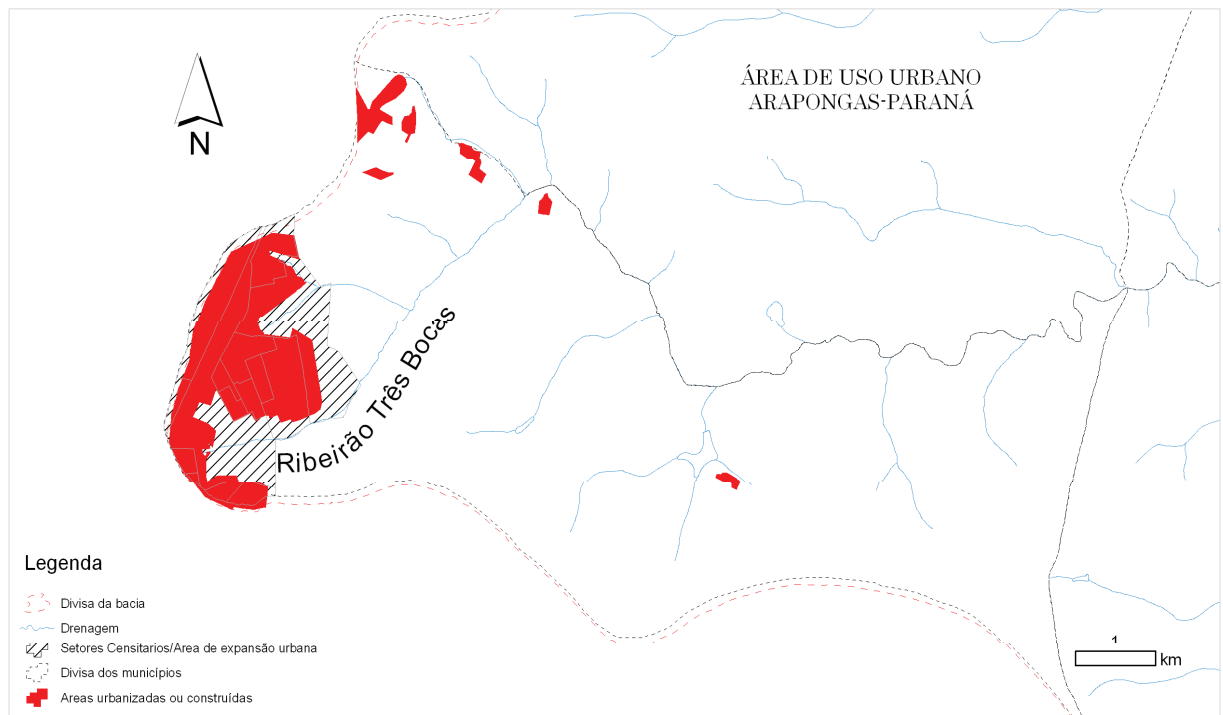 ÁREA DE USO URBANO
ARAPONGAS-PARANÁ
N
Ribeirão Três Bocas
Legenda
Divisa da bacia
Drenagem
Setores Censitarios/Area de expansão urbana
Divisa dos municípios
Areas urbanizadas ou construídas
1
km